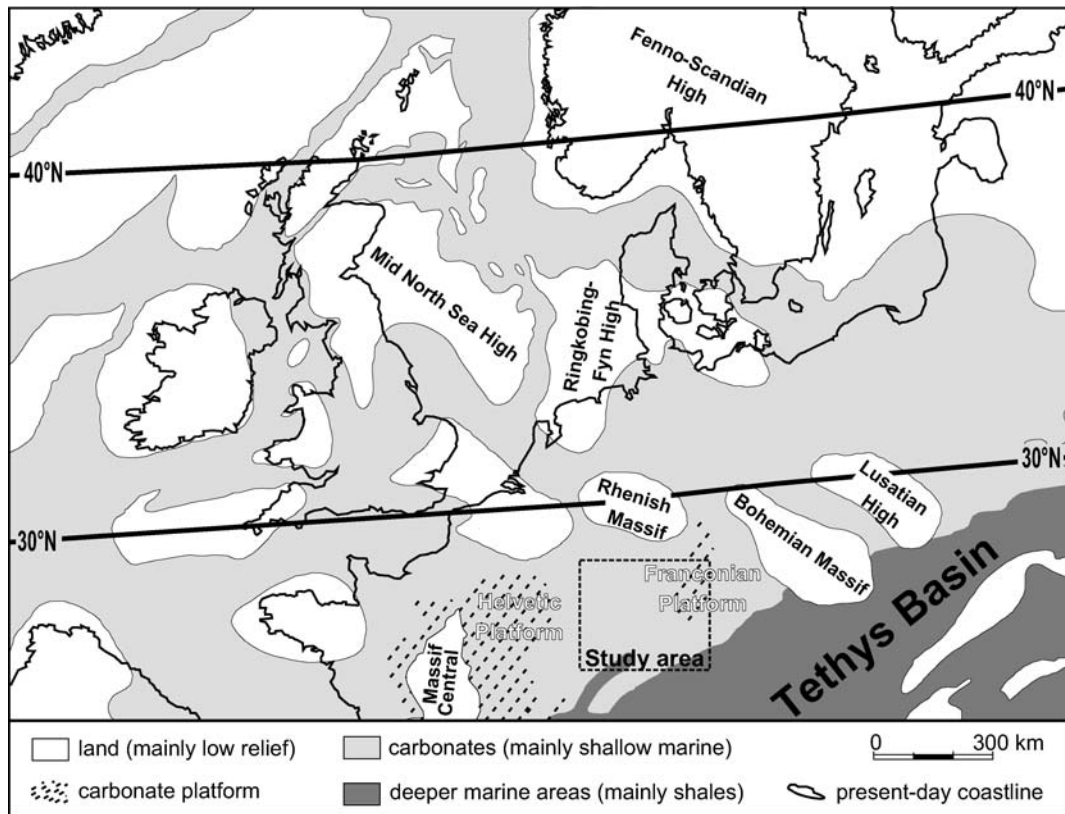 Fenno-Scandian
High
40°N
40°N
Mid North Sea High
Ringkobing-
Fyn High
30°N
30°N
Lusatian
High
Rhenish
Massif
Bohemian Massif
Franconian
Platform
Helvetic
Platform
Massif
Central
Study area
Tethys Basin
land (mainly low relief)
carbonates (mainly shallow marine)
0 300 km
carbonate platform
deeper marine areas (mainly shales)
present-day coastline